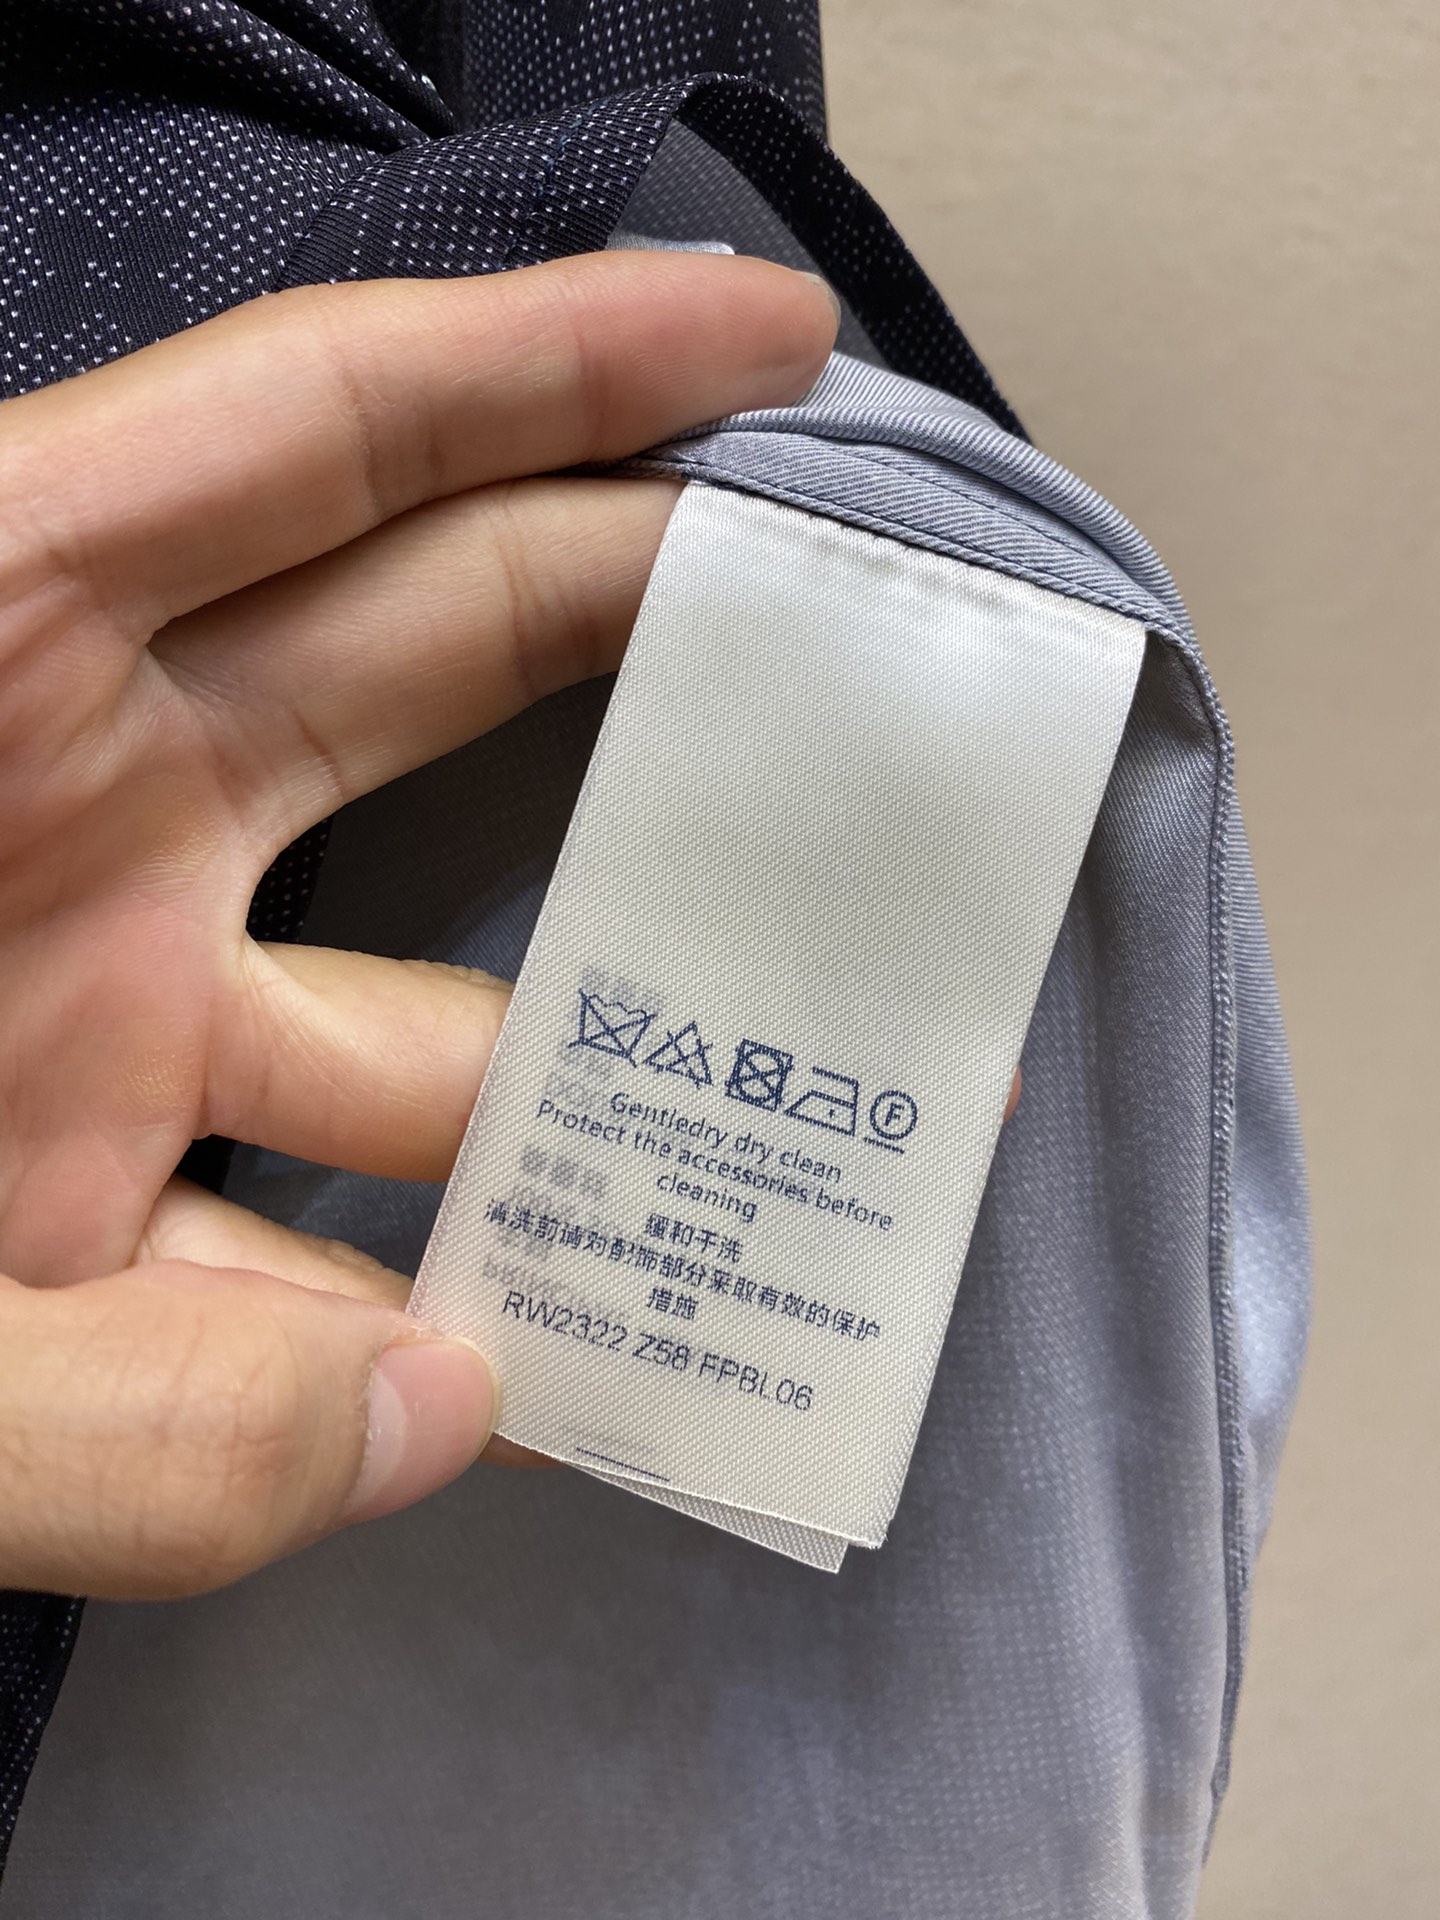 F
Gentledry dry clean
Protect the accessories before
cleaning
缓和干洗
清洗前请对配饰部分采取有效的保护
措施
RW2322 Z58 FPBL06